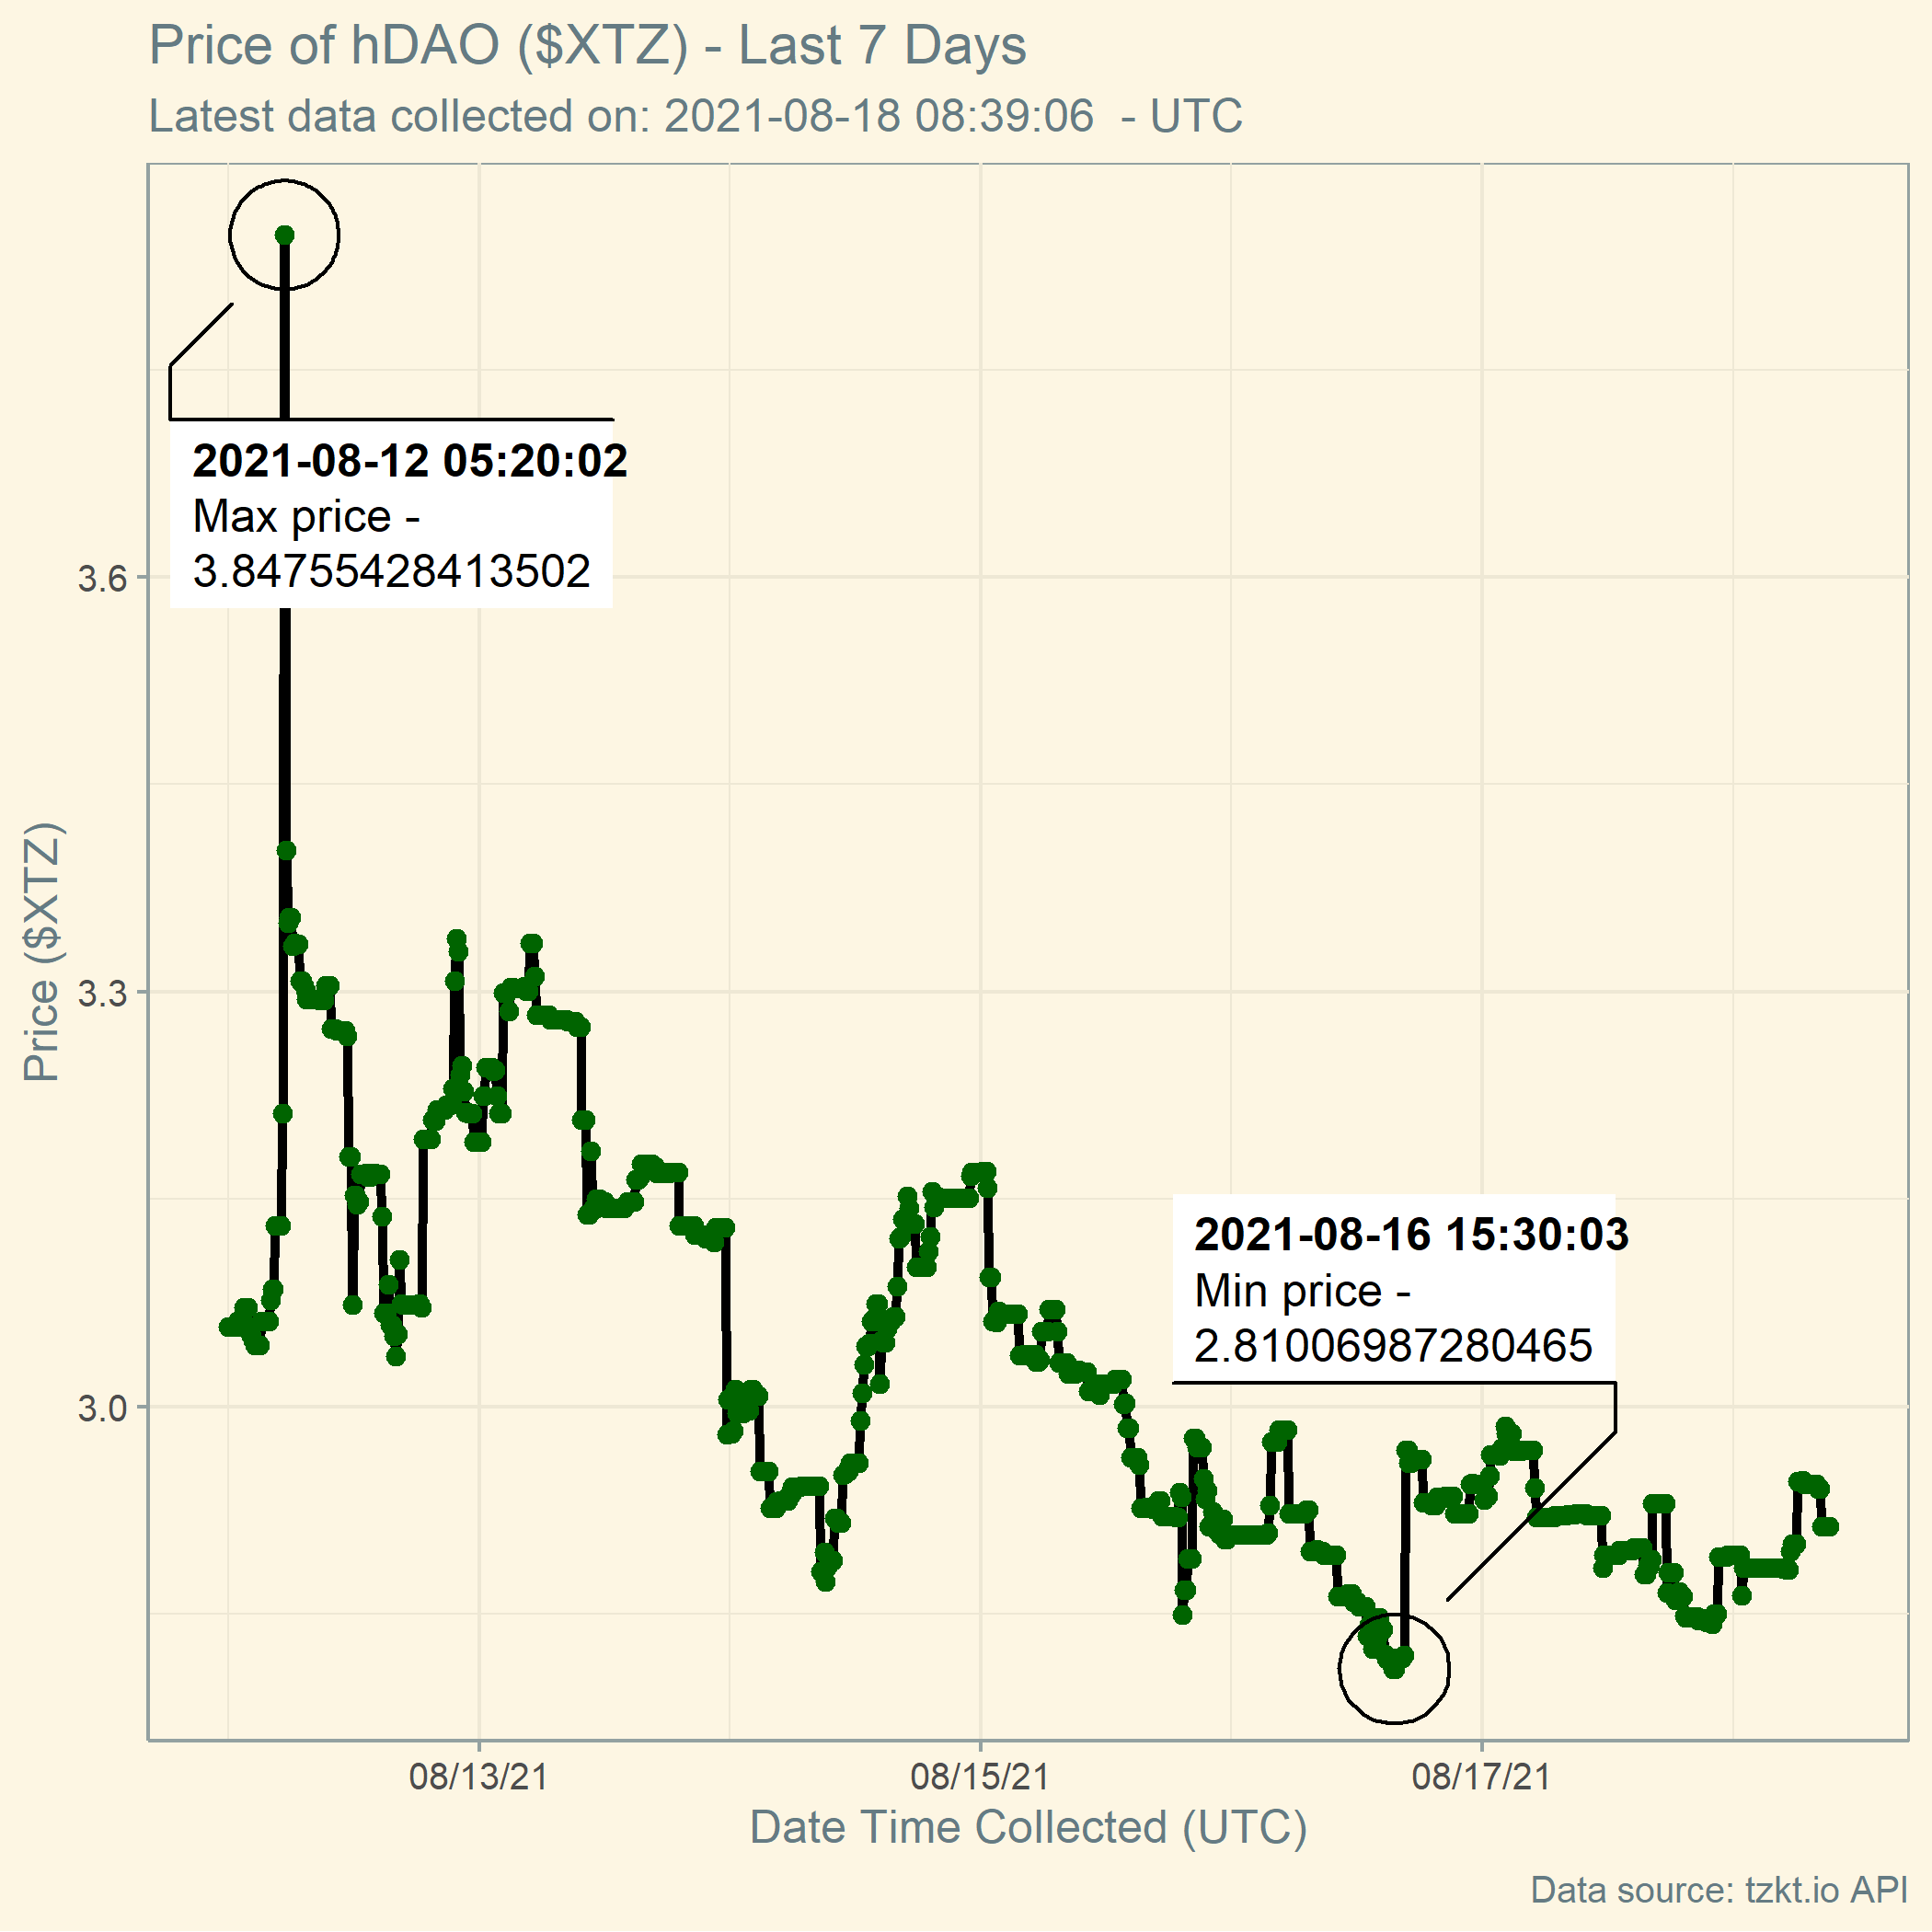 Price of hDAO ($XTZ) - Last 7 Days
Latest data collected on: 2021-08-18 08:39:06  - UTC
2021-08-12 05:20:02
Max price -
3.84755428413502
3.6
3.3
3.0
Price ($XTZ)
2021-08-16 15:30:03
Min price -
2.81006987280465
08/13/21
08/15/21
08/17/21
Date Time Collected (UTC)
Data source: tzkt.io API